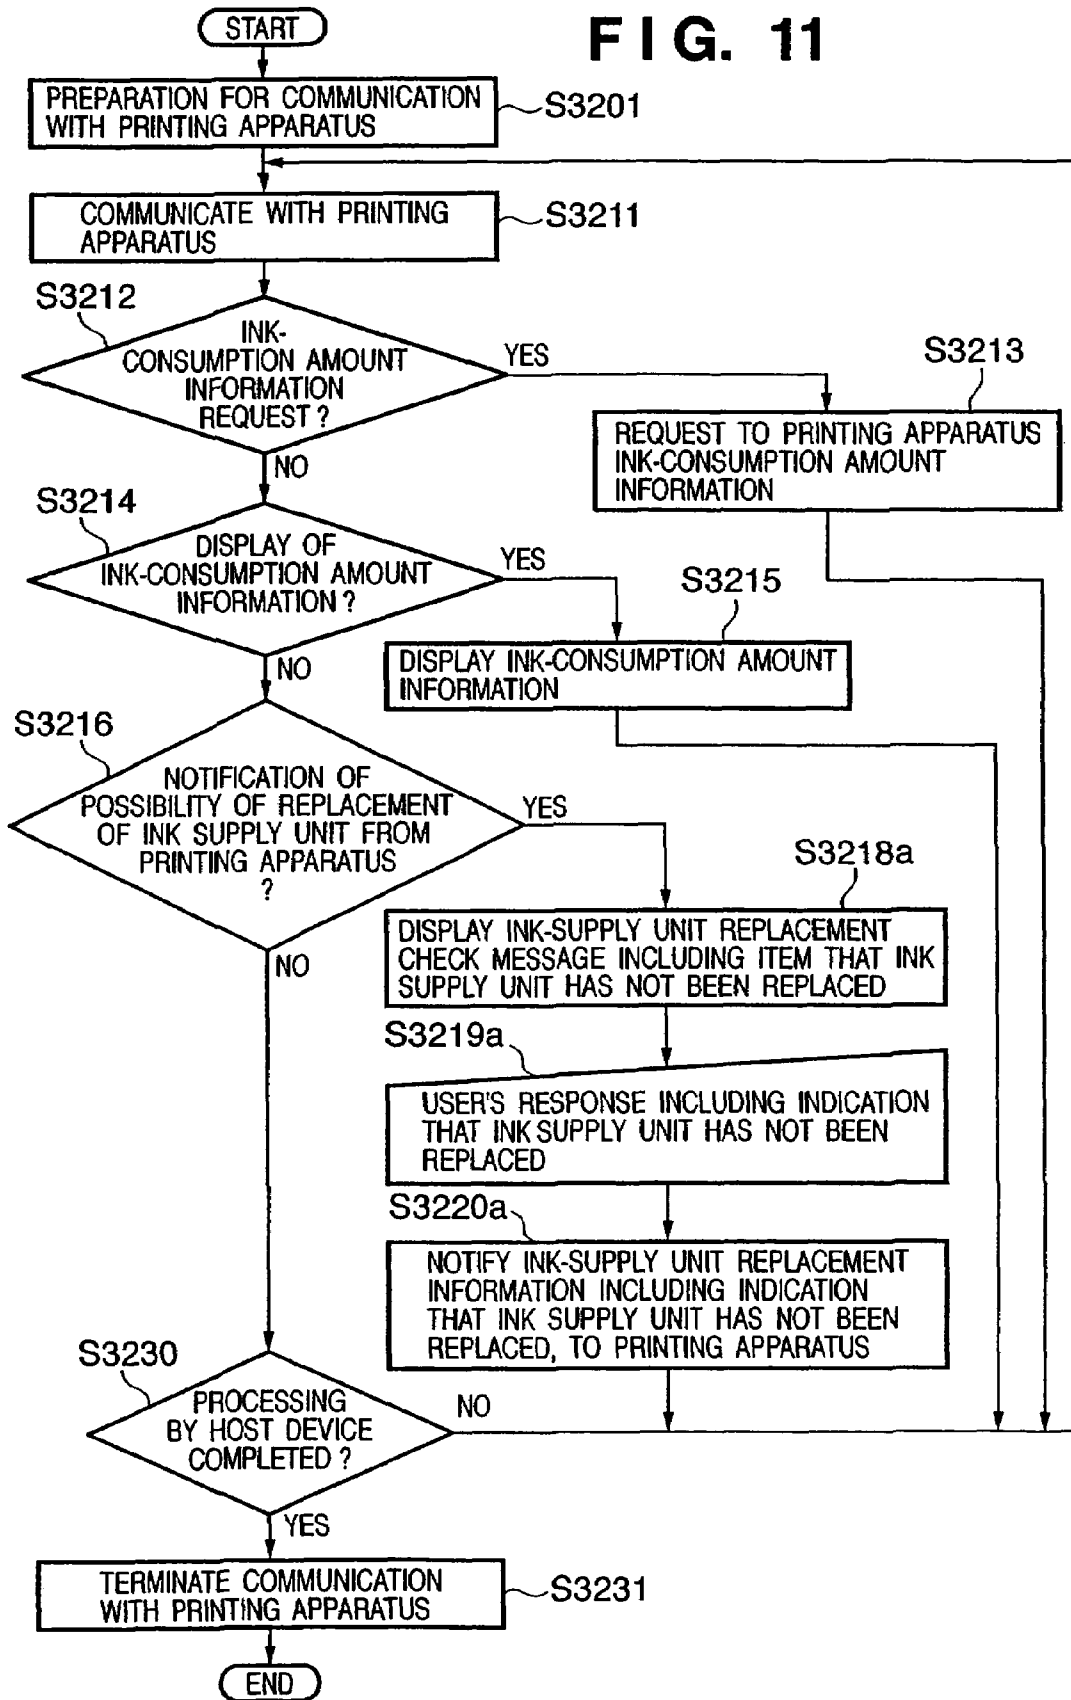 FIG. 11
START
PREPARATION FOR COMMUNICATION
WITH PRINTING APPARATUS
S3201
COMMUNICATE WITH PRINTING
APPARATUS
S3211
S3212
INK-
CONSUMPTION AMOUNT
INFORMATION
REQUEST ?
YES
NO
S3213
REQUEST TO PRINTING APPARATUS
INK-CONSUMPTION AMOUNT
INFORMATION
S3214
DISPLAY OF
INK-CONSUMPTION AMOUNT
INFORMATION ?
YES
NO
S3215
DISPLAY INK-CONSUMPTION AMOUNT
INFORMATION
S3216
NOTIFICATION OF
POSSIBILITY OF REPLACEMENT
OF INK SUPPLY UNIT FROM
PRINTING APPARATUS
?
YES
NO
S3218a
DISPLAY INK-SUPPLY UNIT REPLACEMENT
CHECK MESSAGE INCLUDING ITEM THAT INK
SUPPLY UNIT HAS NOT BEEN REPLACED
S3219a
USER'S RESPONSE INCLUDING INDICATION
THAT INK SUPPLY UNIT HAS NOT BEEN
REPLACED
S3220a
NOTIFY INK-SUPPLY UNIT REPLACEMENT
INFORMATION INCLUDING INDICATION
THAT INK SUPPLY UNIT HAS NOT BEEN
REPLACED, TO PRINTING APPARATUS
S3230
PROCESSING
BY HOST DEVICE
COMPLETED ?
NO
YES
TERMINATE COMMUNICATION
WITH PRINTING APPARATUS
S3231
END